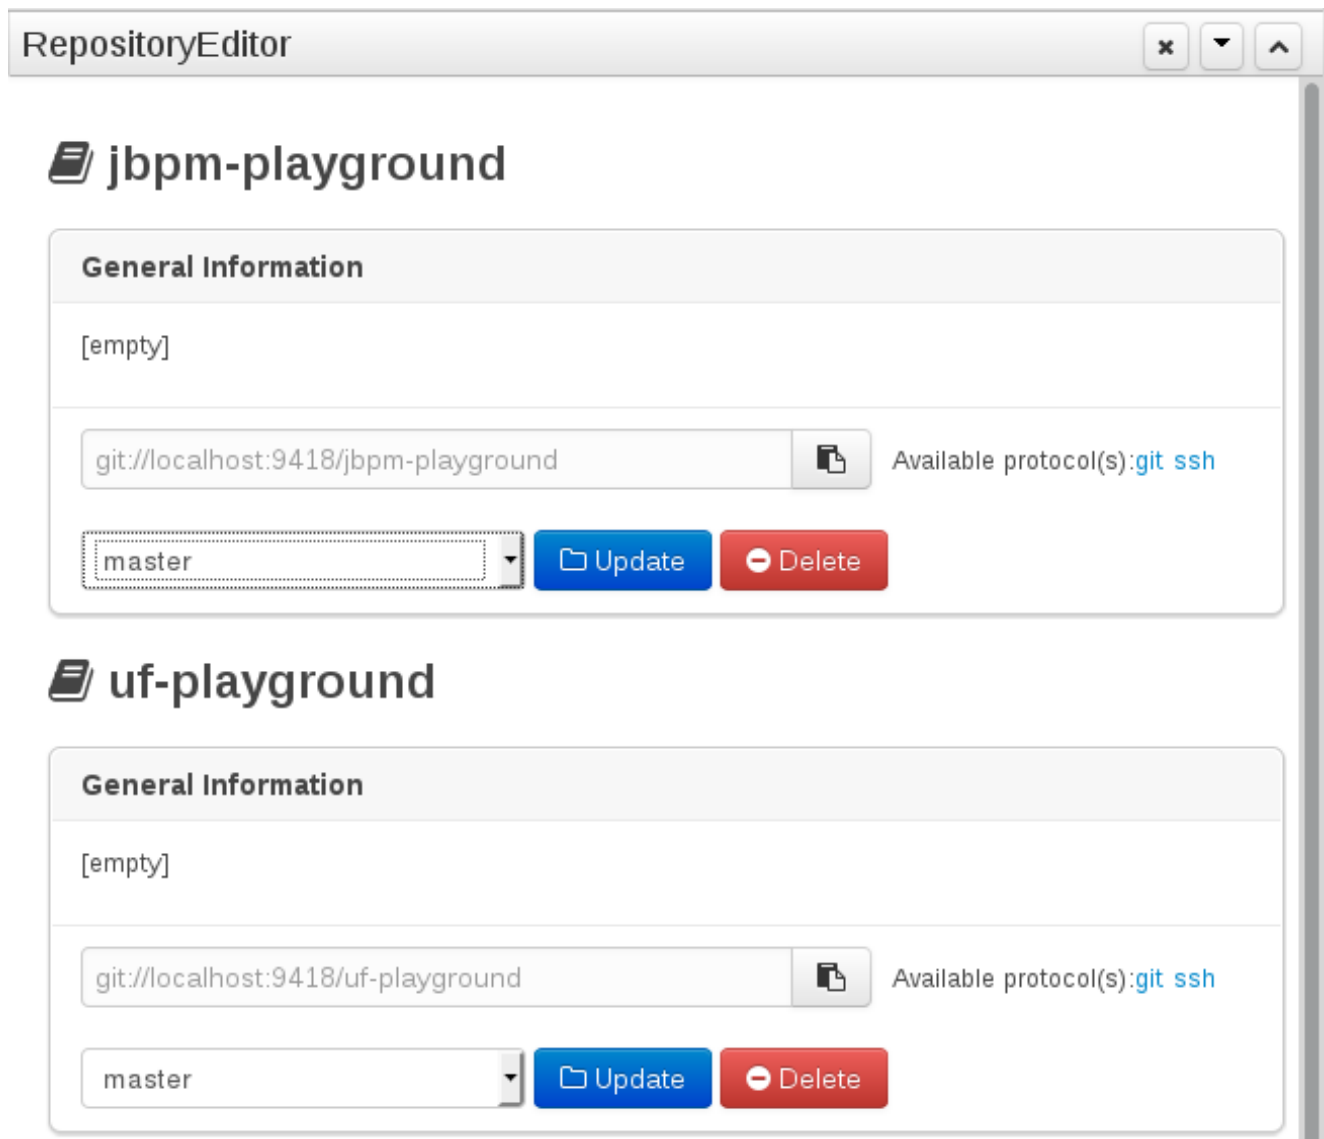 RepositoryEditor
jbpm-playground
General Information
[empty]
git://localhost:9418/jbpm-playground Available protocol(s):git ssh
master Update Delete
uf-playground
General Information
[empty]
git://localhost:9418/uf-playground Available protocol(s):git ssh
master Update Delete